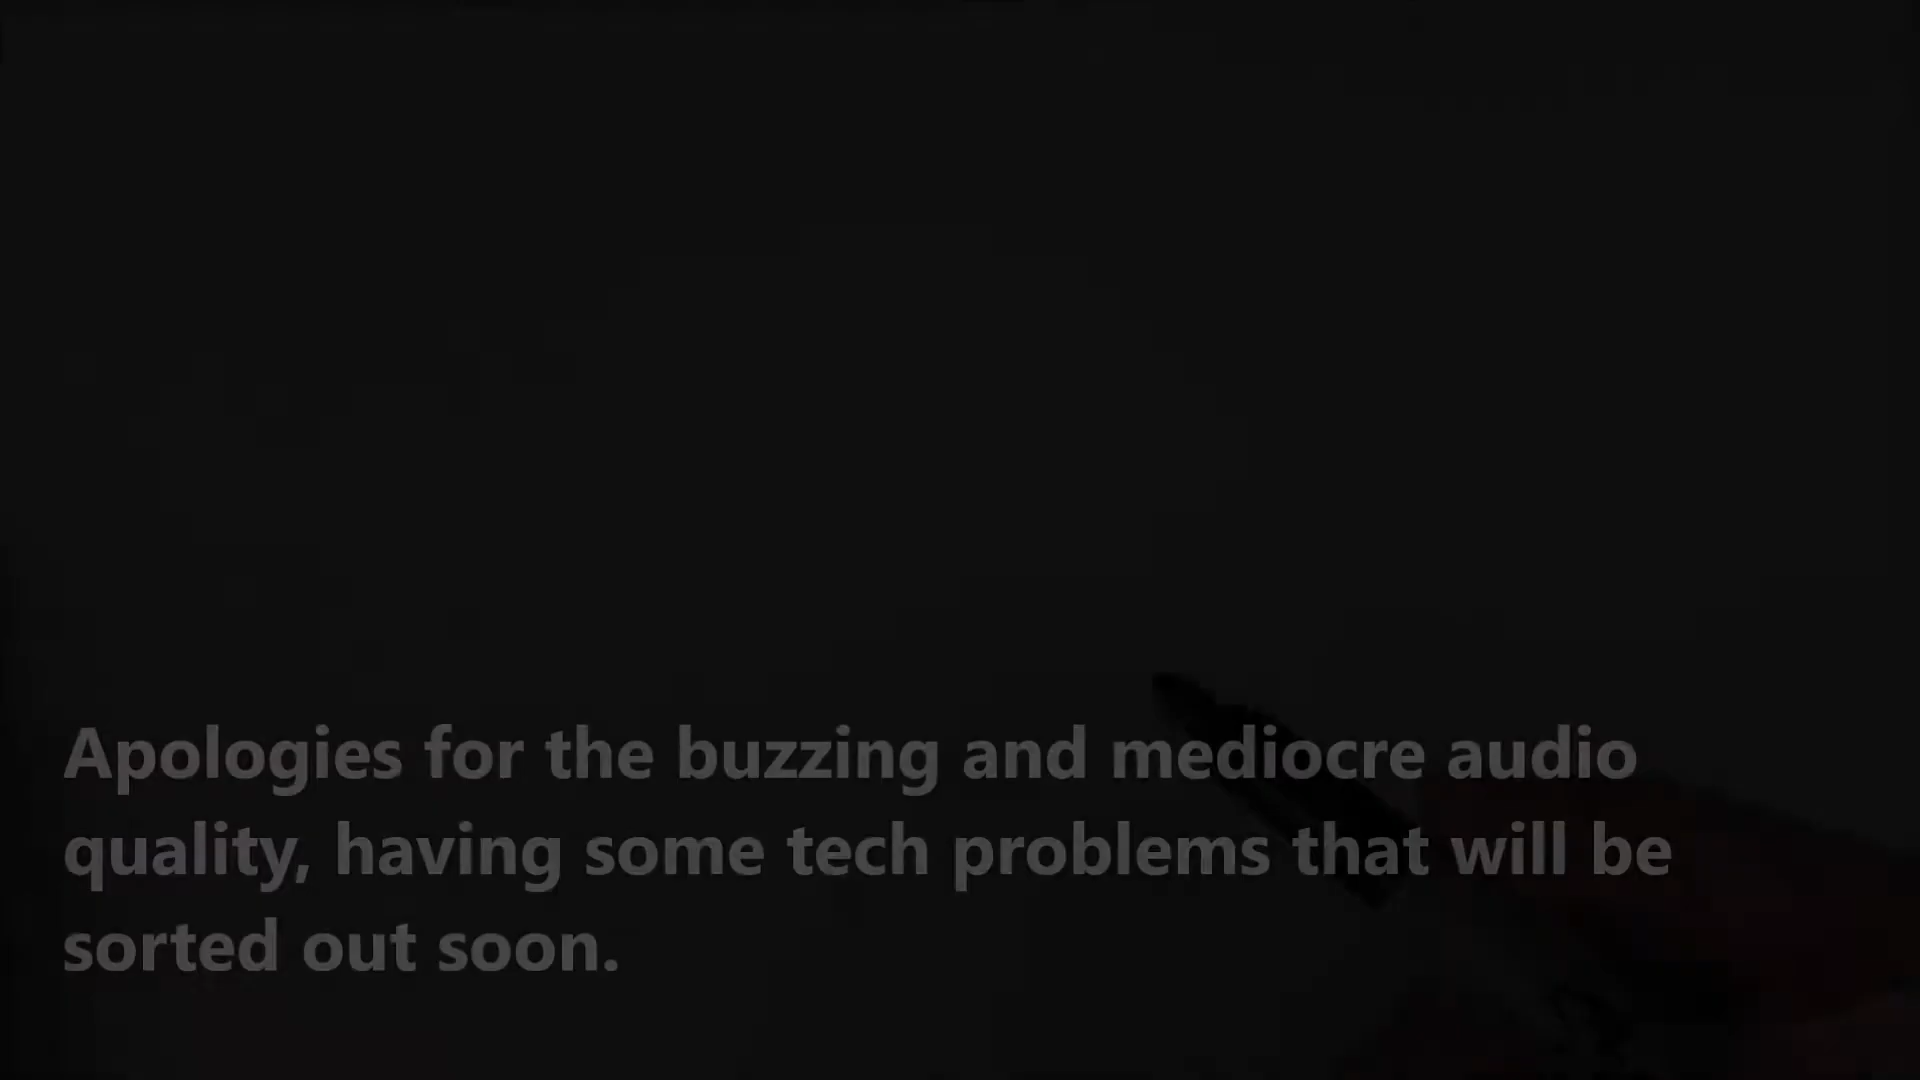 Apologies for the buzzing and mediocre audio
quality, having some tech problems that will be
sorted out soon.